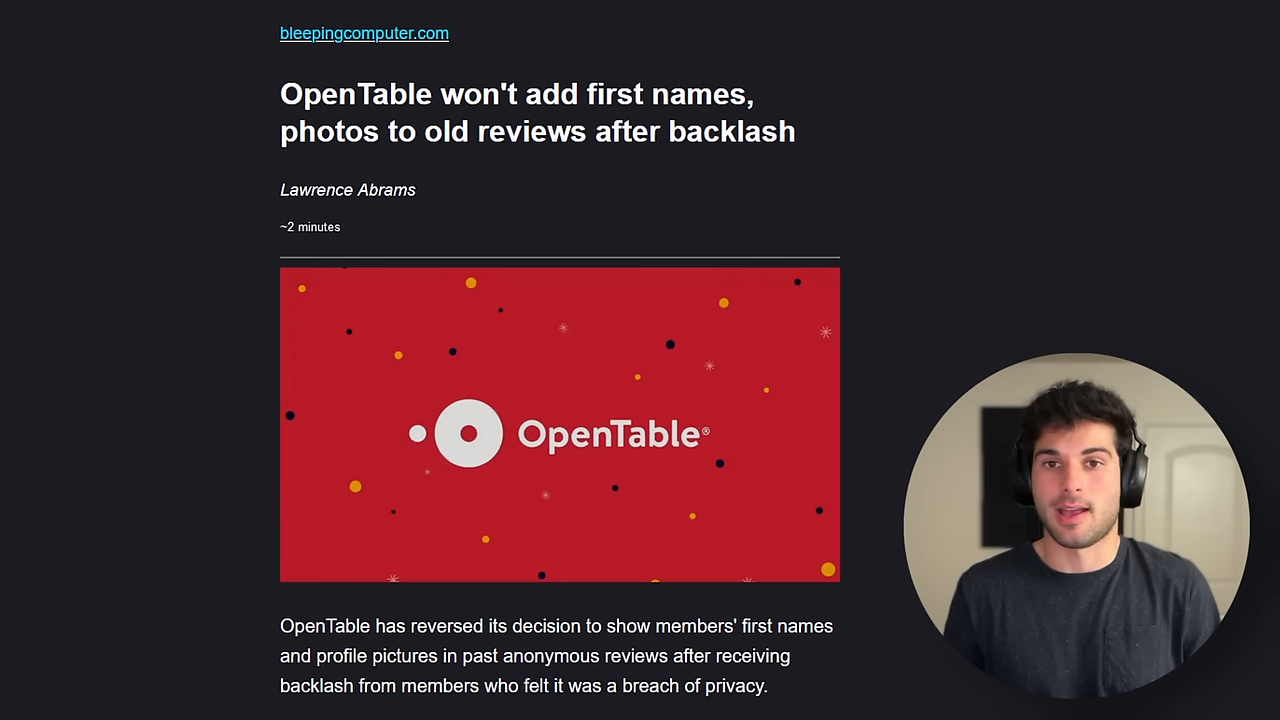 bleepingcomputer.com
OpenTable won't add first names,
photos to old reviews after backlash
Lawrence Abrams
~2 minutes
OpenTable®
OpenTable has reversed its decision to show members' first names
and profile pictures in past anonymous reviews after receiving
backlash from members who felt it was a breach of privacy.